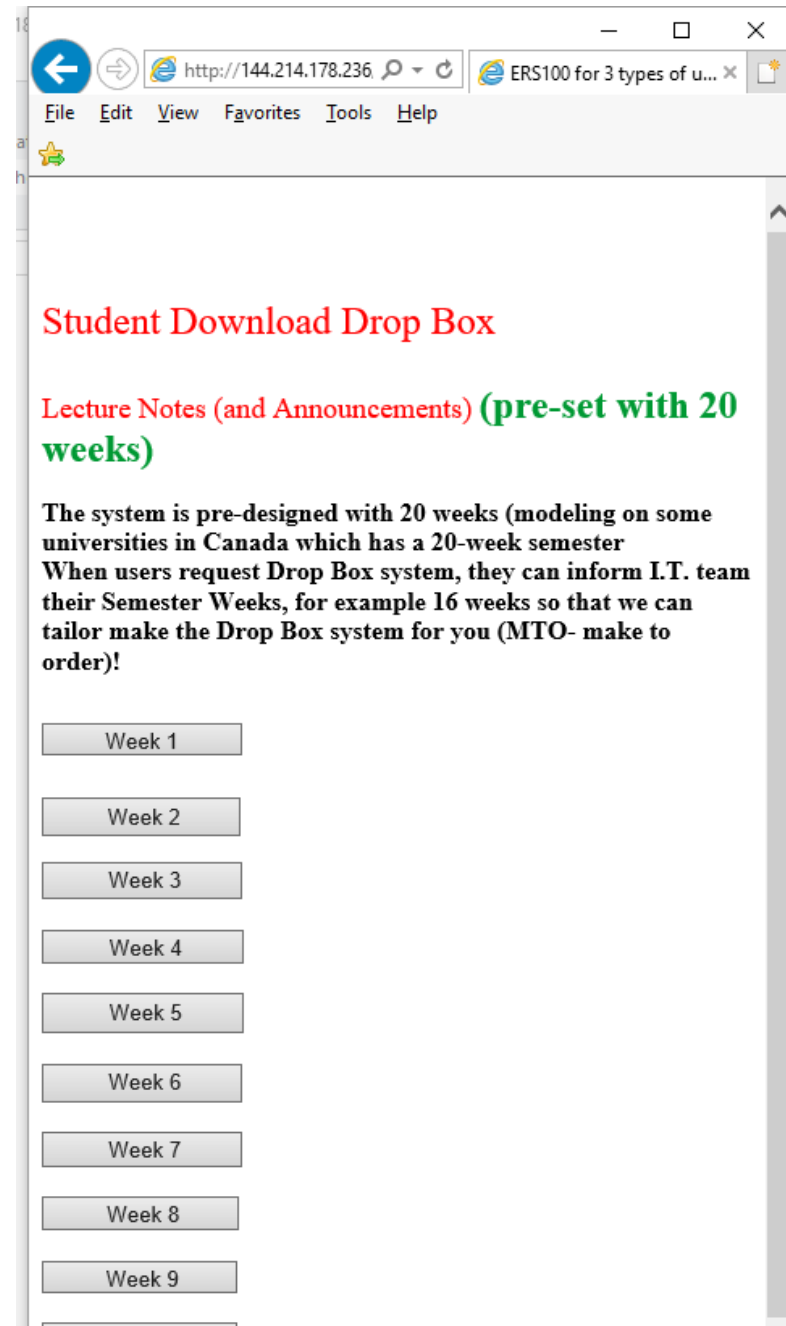 18
http://144.214.178.236,
ERS100 for 3 types of u...
File Edit View Favorites Tools Help
h
Student Download Drop Box
Lecture Notes (and Announcements) (pre-set with 20
weeks)
The system is pre-designed with 20 weeks (modeling on some
universities in Canada which has a 20-week semester
When users request Drop Box system, they can inform I.T. team
their Semester Weeks, for example 16 weeks so that we can
tailor make the Drop Box system for you (MTO- make to
order)!
Week 1
Week 2
Week 3
Week 4
Week 5
Week 6
Week 7
Week 8
Week 9